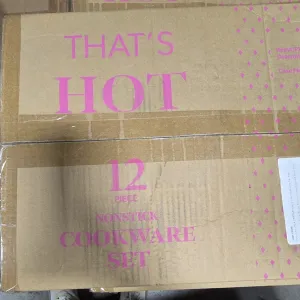 THAT'S
HOT
12
PIECE
NONSTICK
COOKWARE
SET